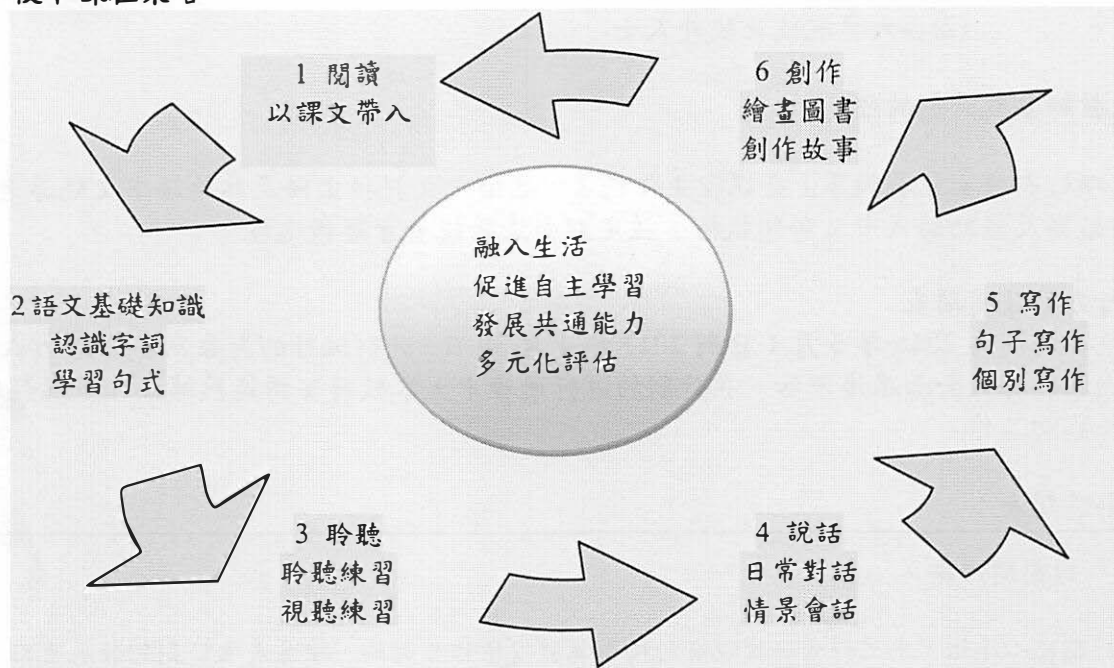 1 閱讀
以課文帶入
2 語文基礎知識
認識字詞
學習句式
3 聆聽
聆聽練習
視聽練習
4 說話
日常對話
情景會話
5 寫作
句子寫作
個別寫作
6 創作
繪畫圖書
創作故事
融入生活
促進自主學習
發展共通能力
多元化評估